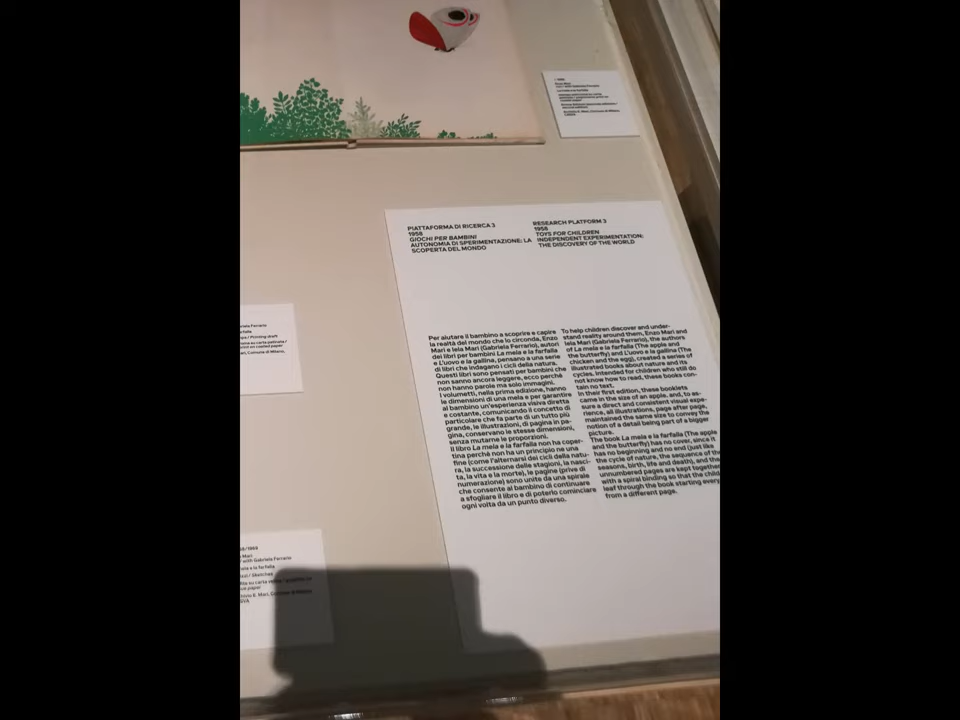 PIATTAFORMA DI RICERCA 3
1958
GIOCHI PER BAMBINI
AUTONOMIA DI SPERIMENTAZIONE: LA
SCOPERTA DEL MONDO
RESEARCH PLATFORM 3
1958
TOYS FOR CHILDREN
INDEPENDENT EXPERIMENTATION:
THE DISCOVERY OF THE WORLD
Per aiutare il bambino a scoprire e capire
la realtà del mondo che lo circonda, Enzo
Mari e Iela Mari (Gabriela Ferrario), autori
dei libri per bambini La mela e la farfalla
e L'uovo e la gallina, pensano a una serie
di libri che indagano i cicli della natura.
Questi libri sono pensati per bambini che
non sanno ancora leggere, ecco perché
non hanno parole ma solo immagini.
I volumetti, nella prima edizione, hanno
le dimensioni di una mela e per garantire
al bambino un'esperienza visiva diretta
e costante, comunicando il concetto di
particolare che fa parte di un tutto più
grande, le illustrazioni, di pagina in pa-
gina, conservano le stesse dimensioni,
senza mutarne le proporzioni.
Il libro La mela e la farfalla non ha coper-
tina perché non ha un principio né una
fine (come l'alternarsi dei cicli della natu-
ra, la successione delle stagioni, la nasci-
ta, la vita e la morte), le pagine (prive di
numerazione) sono unite da una spirale
che consente al bambino di continuare
a sfogliare il libro e di poterlo cominciare
ogni volta da un punto diverso.
To help children discover and under-
stand reality around them, Enzo Mari and
Iela Mari (Gabriela Ferrario), the authors
of La mela e la farfalla (The apple and
the butterfly) and L'uovo e la gallina (The
chicken and the egg), created a series of
illustrated books about nature and its
cycles. Intended for children who still do
not know how to read, these books con-
tain no text.
In their first edition, these booklets
came in the size of an apple. and, to as-
sure a direct and consistent visual expe-
rience, all illustrations, page after page,
maintained the same size to convey the
notion of a detail being part of a bigger
picture.
The book La mela e la farfalla (The apple
and the butterfly) has no cover, since it
has no beginning and no end (just like
the cycle of nature, the sequence of the
seasons, birth, life and death), and the
unnumbered pages are kept together
with a spiral binding so that the child
leaf through the book starting every
from a different page.